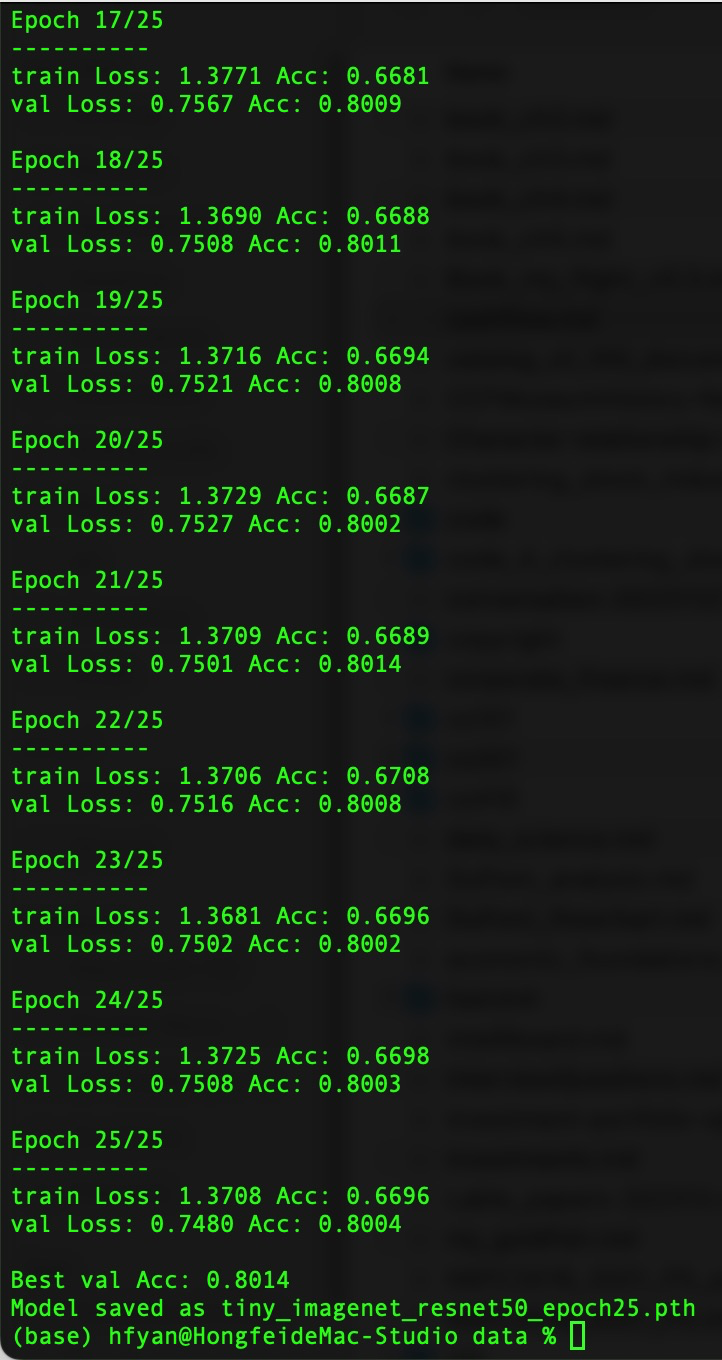 Epoch 17/25
----------
train Loss: 1.3771 Acc: 0.6681
val Loss: 0.7567 Acc: 0.8009
Epoch 18/25
----------
train Loss: 1.3690 Acc: 0.6688
val Loss: 0.7508 Acc: 0.8011
Epoch 19/25
----------
train Loss: 1.3716 Acc: 0.6694
val Loss: 0.7521 Acc: 0.8008
Epoch 20/25
----------
train Loss: 1.3729 Acc: 0.6687
val Loss: 0.7527 Acc: 0.8002
Epoch 21/25
----------
train Loss: 1.3709 Acc: 0.6689
val Loss: 0.7501 Acc: 0.8014
Epoch 22/25
----------
train Loss: 1.3706 Acc: 0.6708
val Loss: 0.7516 Acc: 0.8008
Epoch 23/25
----------
train Loss: 1.3681 Acc: 0.6696
val Loss: 0.7502 Acc: 0.8002
Epoch 24/25
----------
train Loss: 1.3725 Acc: 0.6698
val Loss: 0.7508 Acc: 0.8003
Epoch 25/25
----------
train Loss: 1.3708 Acc: 0.6696
val Loss: 0.7480 Acc: 0.8004
Best val Acc: 0.8014
Model saved as tiny_imagenet_resnet50_epoch25.pth
(base) hfyan@HongfeideMac-Studio data %